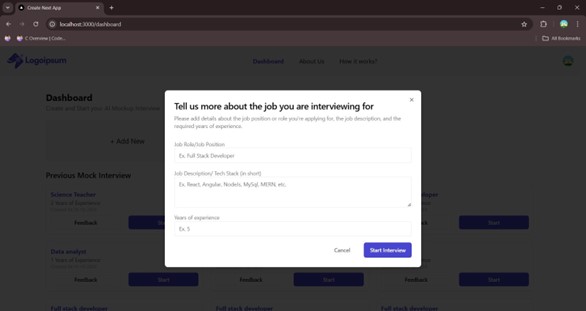 Create Next App
localhost:3000/dashboard
C Overview | Code...
All Bookmarks
Logoipsum
Dashboard
About Us
How it works?
Dashboard
Create and Start your AI Mockup Interview
+ Add New
Tell us more about the job you are interviewing for
Please add details about the job position or role you're applying for, the job description, and the
required years of experience.
Job Role/Job Position
Ex. Full Stack Developer
Job Description/ Tech Stack (in short)
Ex. React, Angular, NodeJs, MySql, MERN, etc.
Years of experience
Ex. 5
Cancel
Start Interview
Previous Mock Interview
Science Teacher
Years of Experience
Feedback
Start
Data analyst
Years of Experience
Feedback
Start
Feedback
Start
Feedback
Start
Full stack developer
Full stack developer
Full stack developer